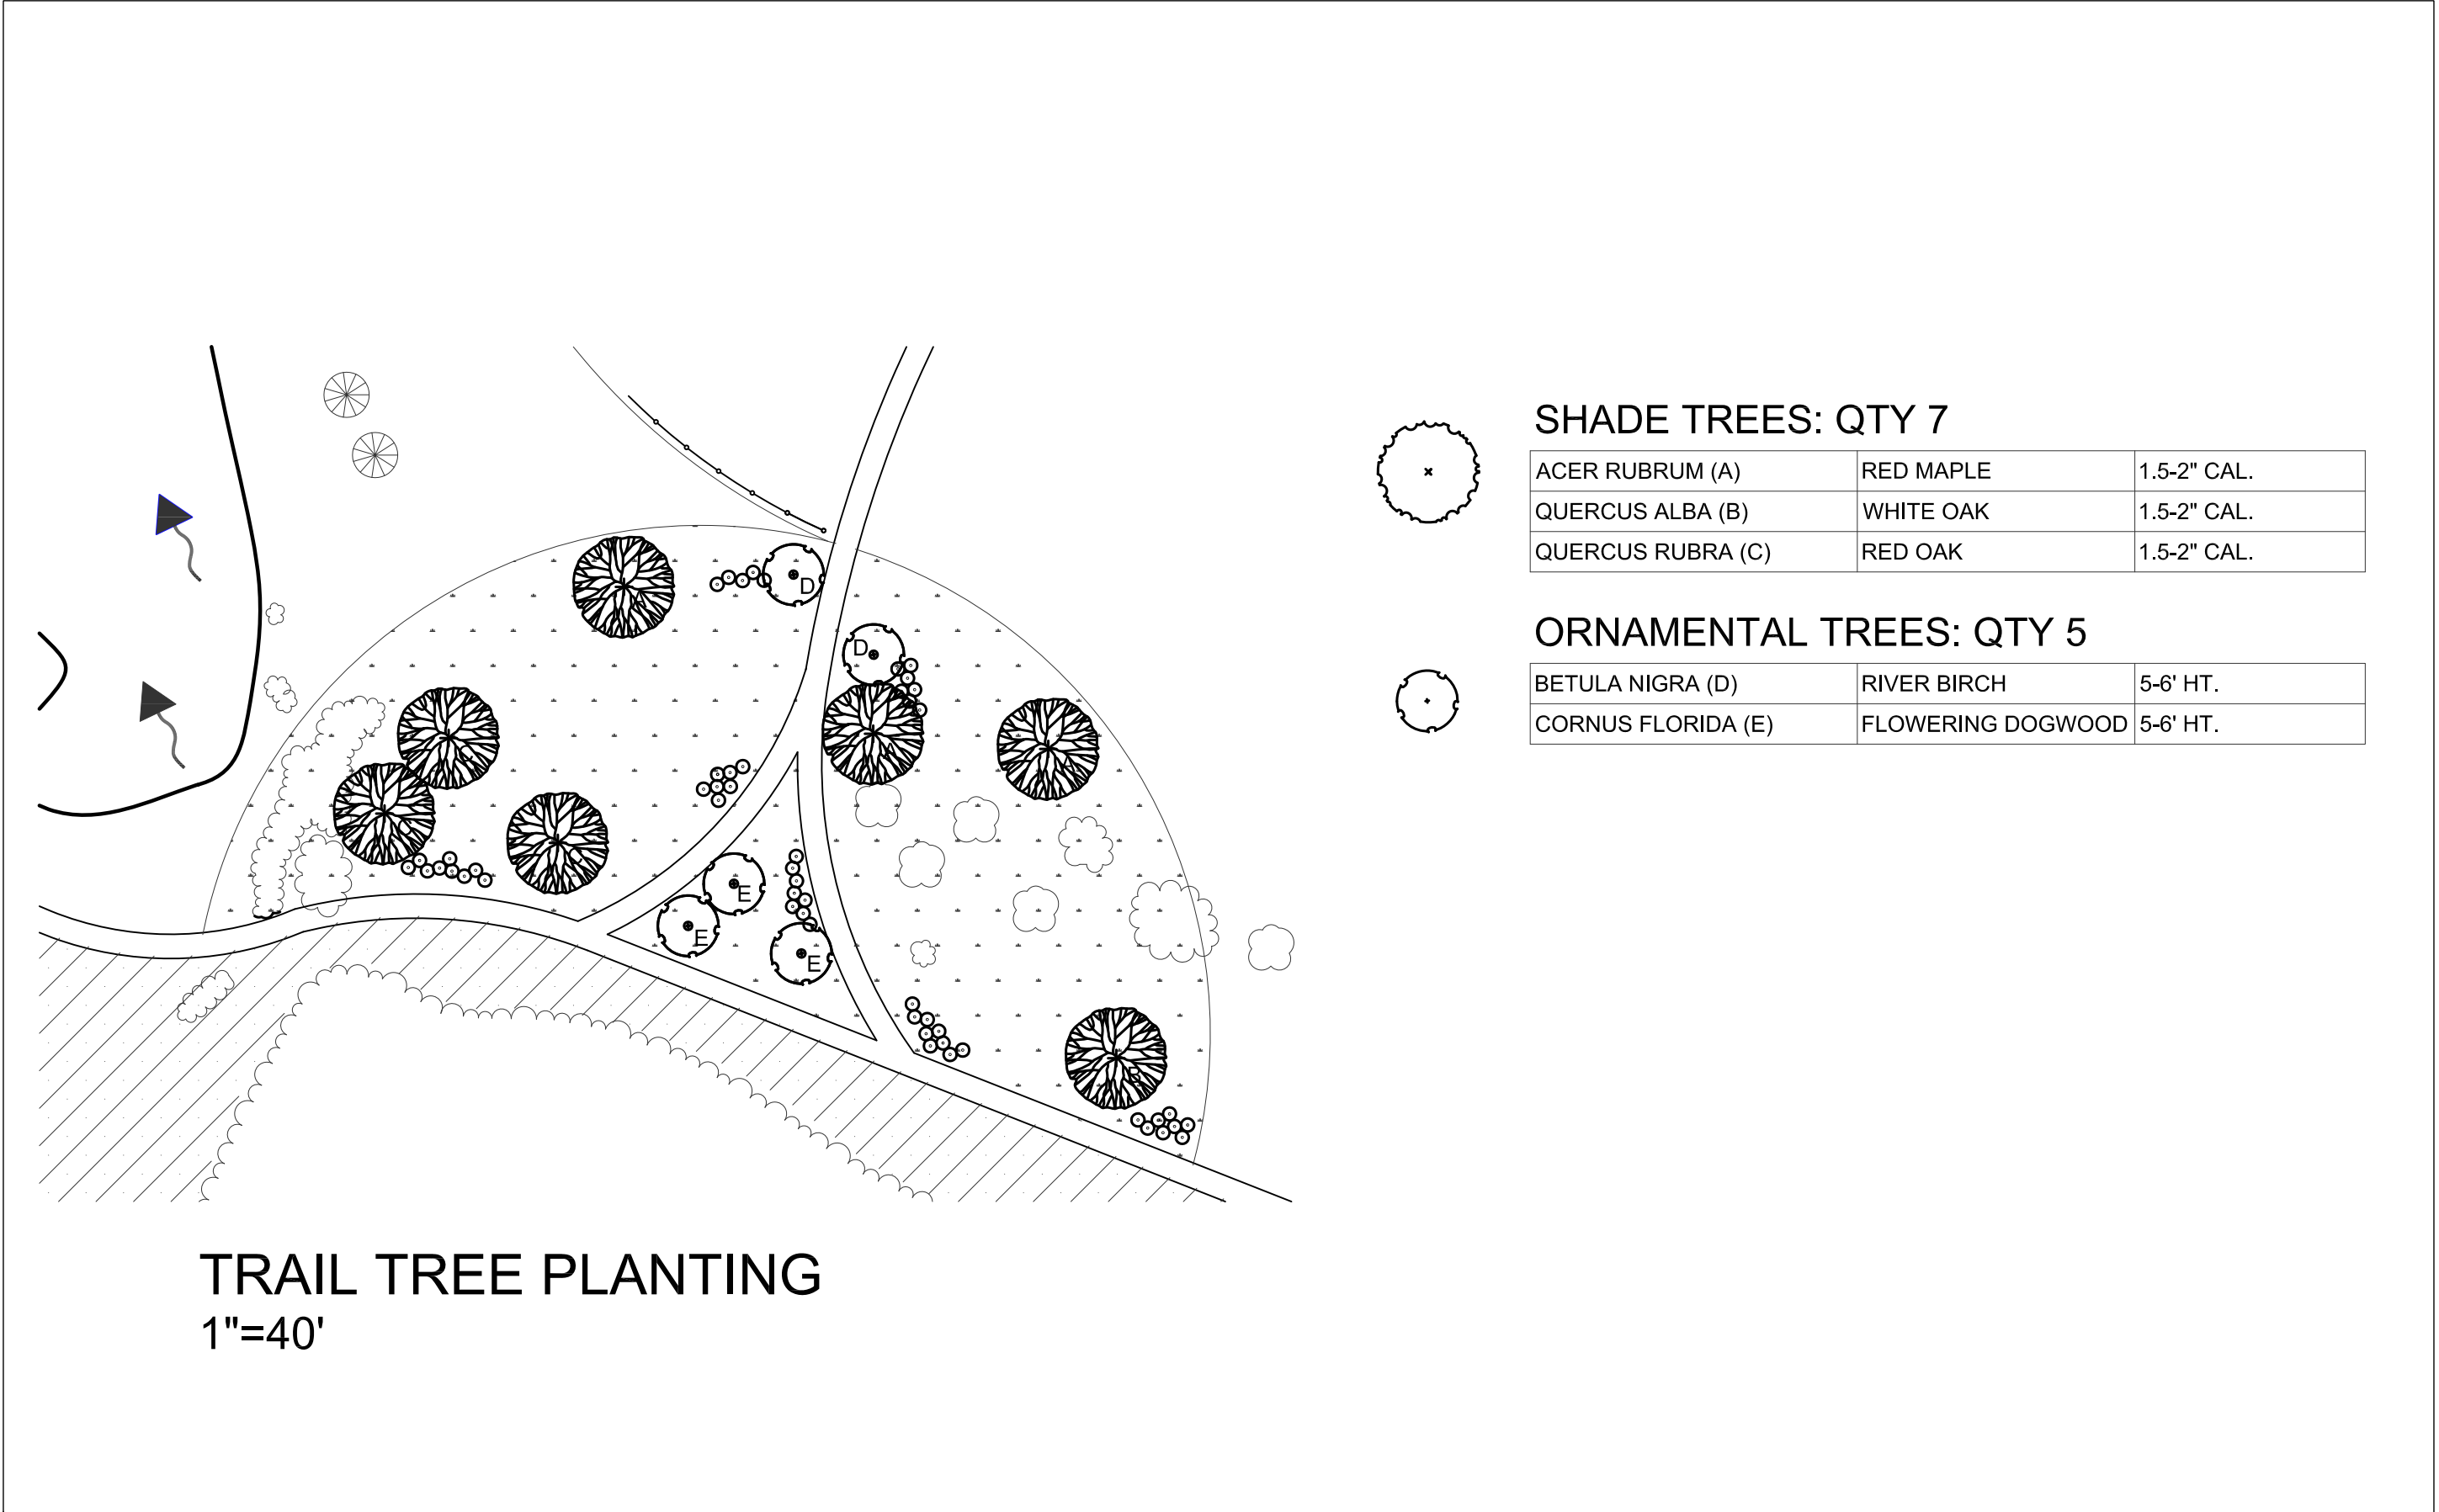 SHADE TREES: QTY 7
ACER RUBRUM (A) RED MAPLE 1.5-2" CAL.
QUERCUS ALBA (B) WHITE OAK 1.5-2" CAL.
QUERCUS RUBRA (C) RED OAK 1.5-2" CAL.
ORNAMENTAL TREES: QTY 5
BETULA NIGRA (D) RIVER BIRCH 5-6' HT.
CORNUS FLORIDA (E) FLOWERING DOGWOOD 5-6' HT.
A
D
D
C
A
A
C
C
E
E
E
B
TRAIL TREE PLANTING
1"=40'